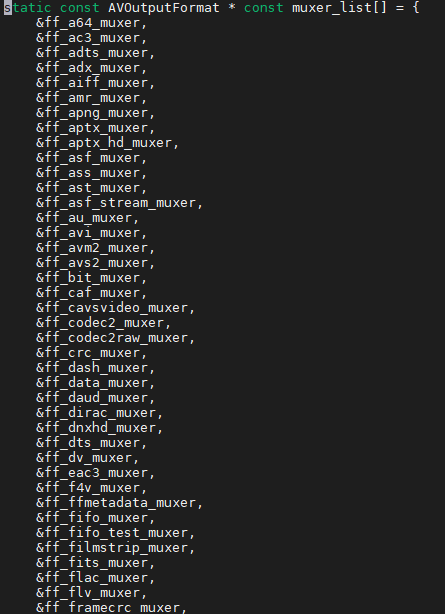 static const AVOutputFormat * const muxer_list[] = {
    &ff_a64_muxer,
    &ff_ac3_muxer,
    &ff_adts_muxer,
    &ff_adx_muxer,
    &ff_aiff_muxer,
    &ff_amr_muxer,
    &ff_apng_muxer,
    &ff_aptx_muxer,
    &ff_aptx_hd_muxer,
    &ff_asf_muxer,
    &ff_ass_muxer,
    &ff_ast_muxer,
    &ff_asf_stream_muxer,
    &ff_au_muxer,
    &ff_avi_muxer,
    &ff_avm2_muxer,
    &ff_avs2_muxer,
    &ff_bit_muxer,
    &ff_caf_muxer,
    &ff_cavsvideo_muxer,
    &ff_codec2_muxer,
    &ff_codec2raw_muxer,
    &ff_crc_muxer,
    &ff_dash_muxer,
    &ff_data_muxer,
    &ff_daud_muxer,
    &ff_dirac_muxer,
    &ff_dnxhd_muxer,
    &ff_dts_muxer,
    &ff_dv_muxer,
    &ff_eac3_muxer,
    &ff_f4v_muxer,
    &ff_ffmetadata_muxer,
    &ff_fifo_muxer,
    &ff_fifo_test_muxer,
    &ff_filmstrip_muxer,
    &ff_fits_muxer,
    &ff_flac_muxer,
    &ff_flv_muxer,
    &ff_framecrc_muxer,